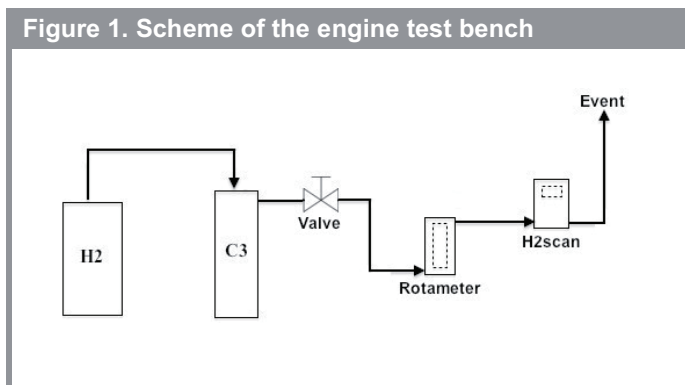 Figure 1. Scheme of the engine test bench
Event
H2
C3
Valve
H2scan
Rotameter